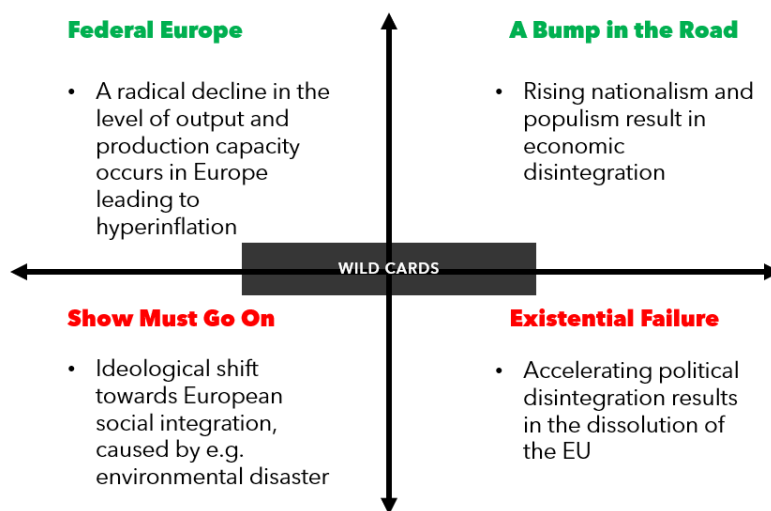 Federal Europe
• A radical decline in the
level of output and
production capacity
occurs in Europe
leading to
hyperinflation
A Bump in the Road
• Rising nationalism and
populism result in
economic
disintegration
WILD CARDS
Show Must Go On
• Ideological shift
towards European
social integration,
caused by e.g.
environmental disaster
Existential Failure
• Accelerating political
disintegration results
in the dissolution of
the EU